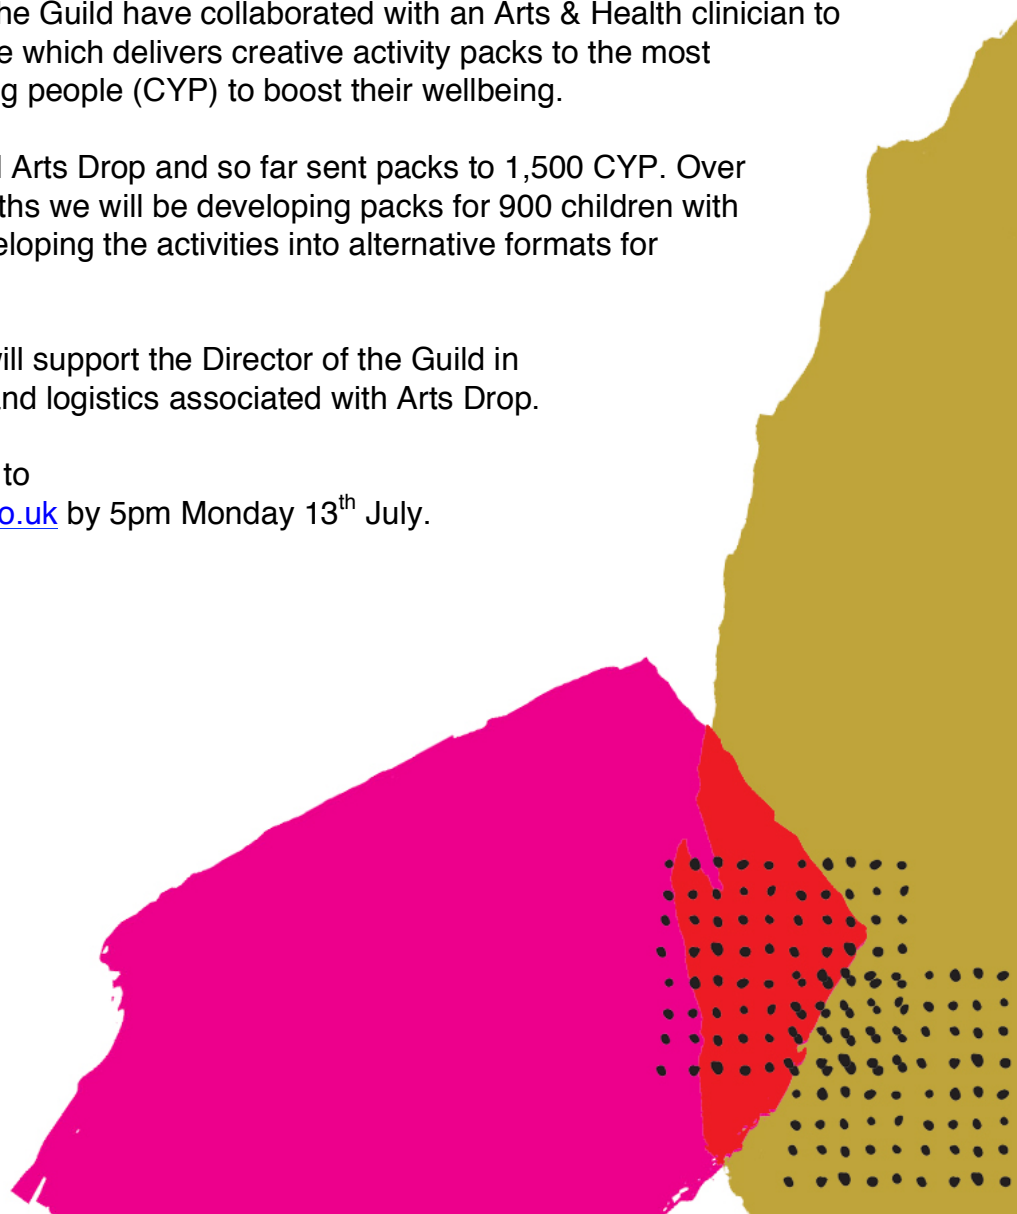 he Guild have collaborated with an Arts & Health clinician to
e which delivers creative activity packs to the most
g people (CYP) to boost their wellbeing.
Arts Drop and so far sent packs to 1,500 CYP. Over
ths we will be developing packs for 900 children with
eloping the activities into alternative formats for
ill support the Director of the Guild in
nd logistics associated with Arts Drop.
to
o.uk by 5pm Monday 13th July.